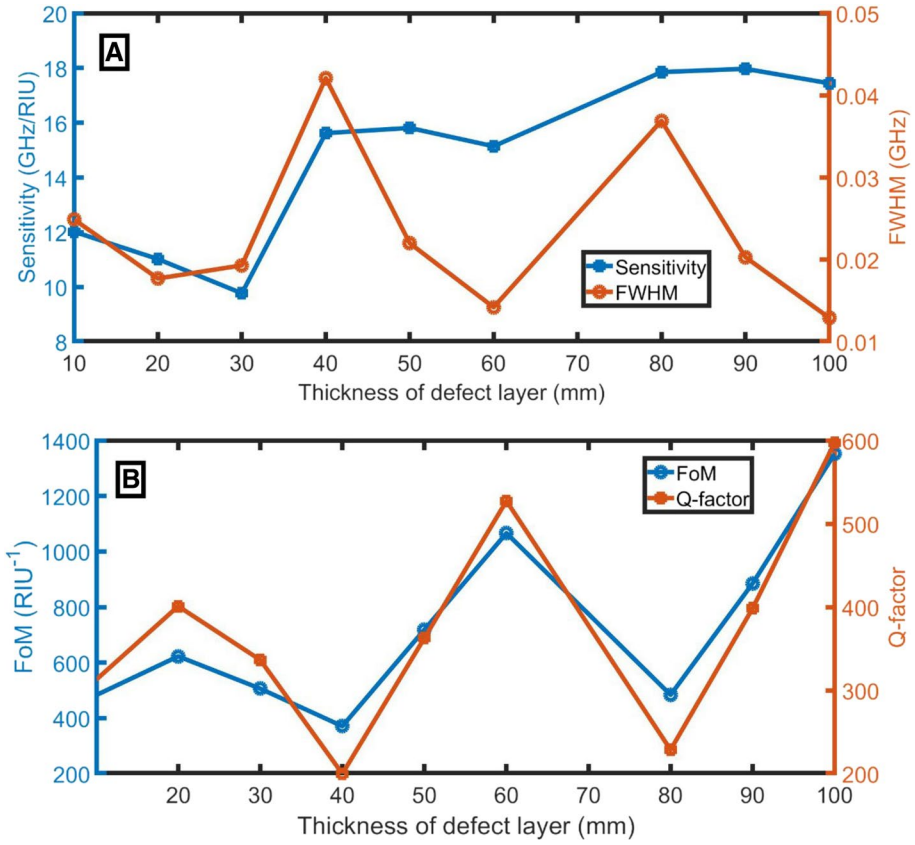 A
Sensitivity (GHz/RIU)
20
18
16
14
12
10
8
0.05
0.04
0.03
0.02
0.01
FWHM (GHz)
Sensitivity
FWHM
10 20 30 40 50 60 70 80 90 100
Thickness of defect layer (mm)
B
FoM (RIU⁻¹)
1400
1200
1000
800
600
400
200
600
500
400
300
200
Q-factor
FoM
Q-factor
20 30 40 50 60 70 80 90 100
Thickness of defect layer (mm)